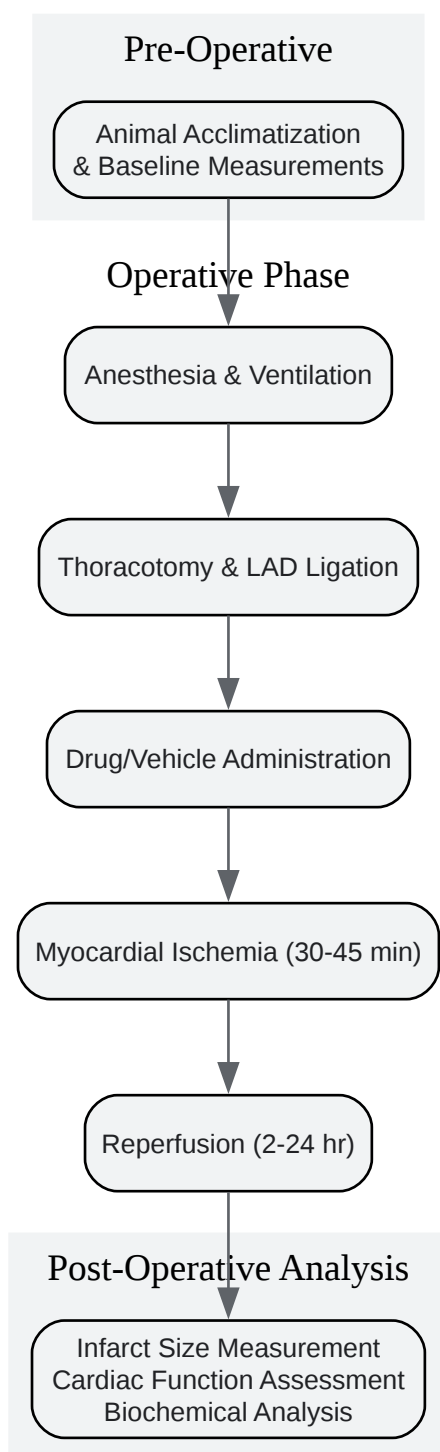 Pre-Operative
Animal Acclimatization
& Baseline Measurements
Operative Phase
Anesthesia & Ventilation
Thoracotomy & LAD Ligation
Drug/Vehicle Administration
Myocardial Ischemia (30-45 min)
Reperfusion (2-24 hr)
Post-Operative Analysis
Infarct Size Measurement
Cardiac Function Assessment
Biochemical Analysis